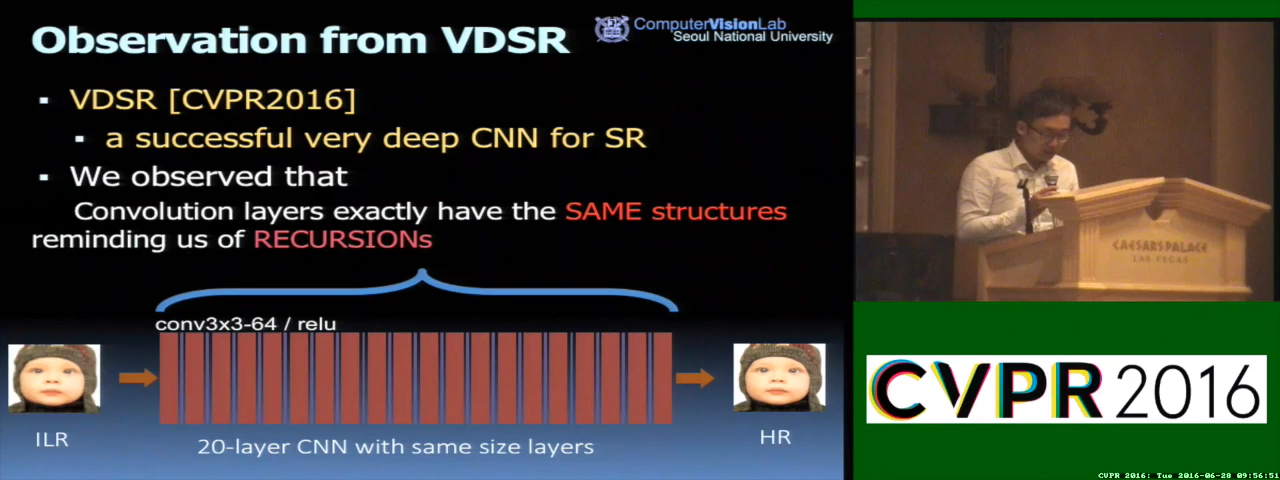 Observation from VDSR
ComputerVisionLab
Seoul National University
▪ VDSR [CVPR2016]
▪ a successful very deep CNN for SR
▪ We observed that
Convolution layers exactly have the SAME structures
reminding us of RECURSIONs
conv3x3-64 / relu
ILR
20-layer CNN with same size layers
HR
CAESARS PALACE
LAS VEGAS
CVPR 2016
CVPR 2016: Tue 2016-06-28 09:56:51